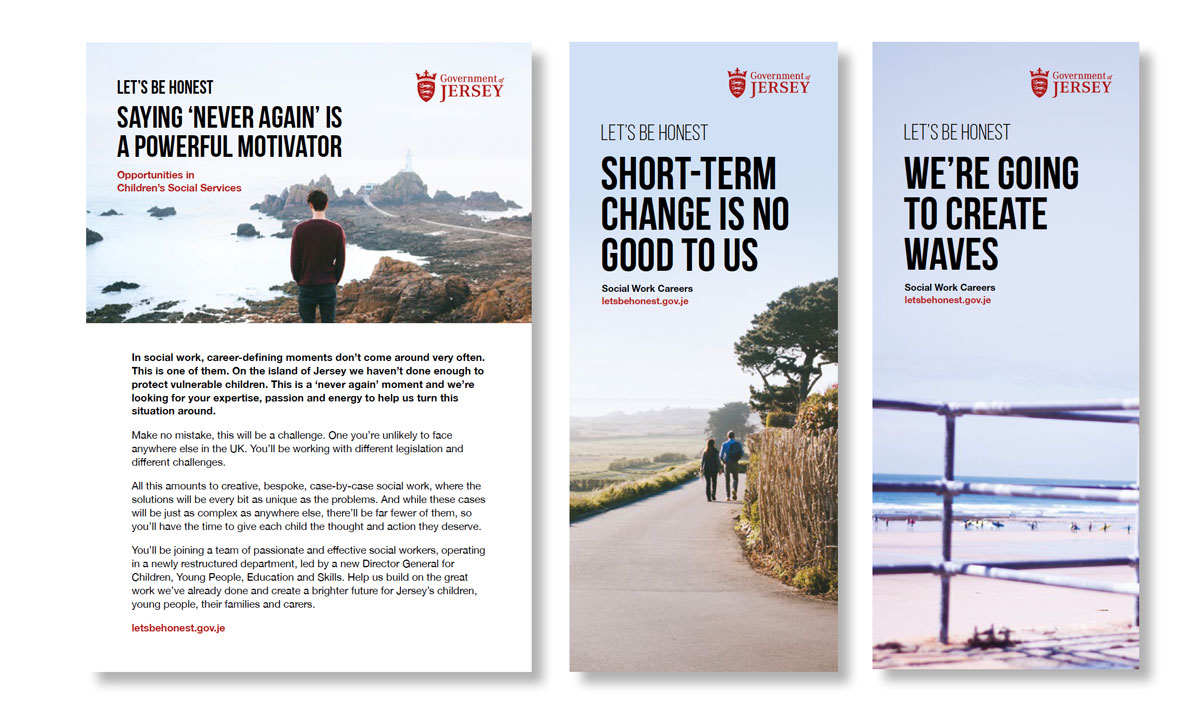 LET'S BE HONEST
SAYING ‘NEVER AGAIN’ IS
A POWERFUL MOTIVATOR
Opportunities in
Children’s Social Services
Government of
JERSEY
In social work, career-defining moments don’t come around very often.
This is one of them. On the island of Jersey we haven’t done enough to
protect vulnerable children. This is a ‘never again’ moment and we’re
looking for your expertise, passion and energy to help us turn this
situation around.
Make no mistake, this will be a challenge. One you’re unlikely to face
anywhere else in the UK. You’ll be working with different legislation and
different challenges.
All this amounts to creative, bespoke, case-by-case social work, where the
solutions will be every bit as unique as the problems. And while these cases
will be just as complex as anywhere else, there’ll be far fewer of them, so
you’ll have the time to give each child the thought and action they deserve.
You’ll be joining a team of passionate and effective social workers, operating
in a newly restructured department, led by a new Director General for
Children, Young People, Education and Skills. Help us build on the great
work we’ve already done and create a brighter future for Jersey’s children,
young people, their families and carers.
letsbehonest.gov.je
Government of
JERSEY
LET’S BE HONEST
SHORT-TERM
CHANGE IS NO
GOOD TO US
Social Work Careers
letsbehonest.gov.je
Government of
JERSEY
LET’S BE HONEST
WE’RE GOING
TO CREATE
WAVES
Social Work Careers
letsbehonest.gov.je